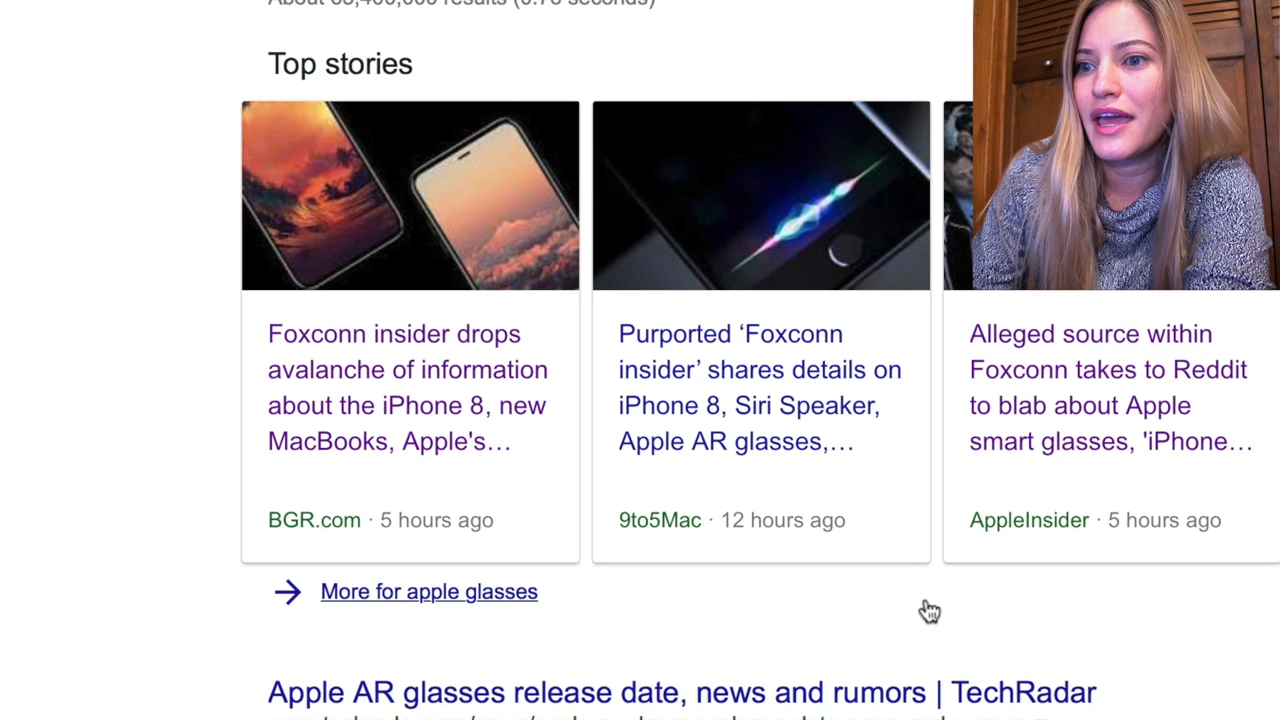 About results
Top stories
Foxconn insider drops
avalanche of information
about the iPhone 8, new
MacBooks, Apple's…
BGR.com · 5 hours ago
Purported ‘Foxconn
insider’ shares details on
iPhone 8, Siri Speaker,
Apple AR glasses,…
9to5Mac · 12 hours ago
Alleged source within
Foxconn takes to Reddit
to blab about Apple
smart glasses, 'iPhone…
AppleInsider · 5 hours ago
More for apple glasses
Apple AR glasses release date, news and rumors | TechRadar